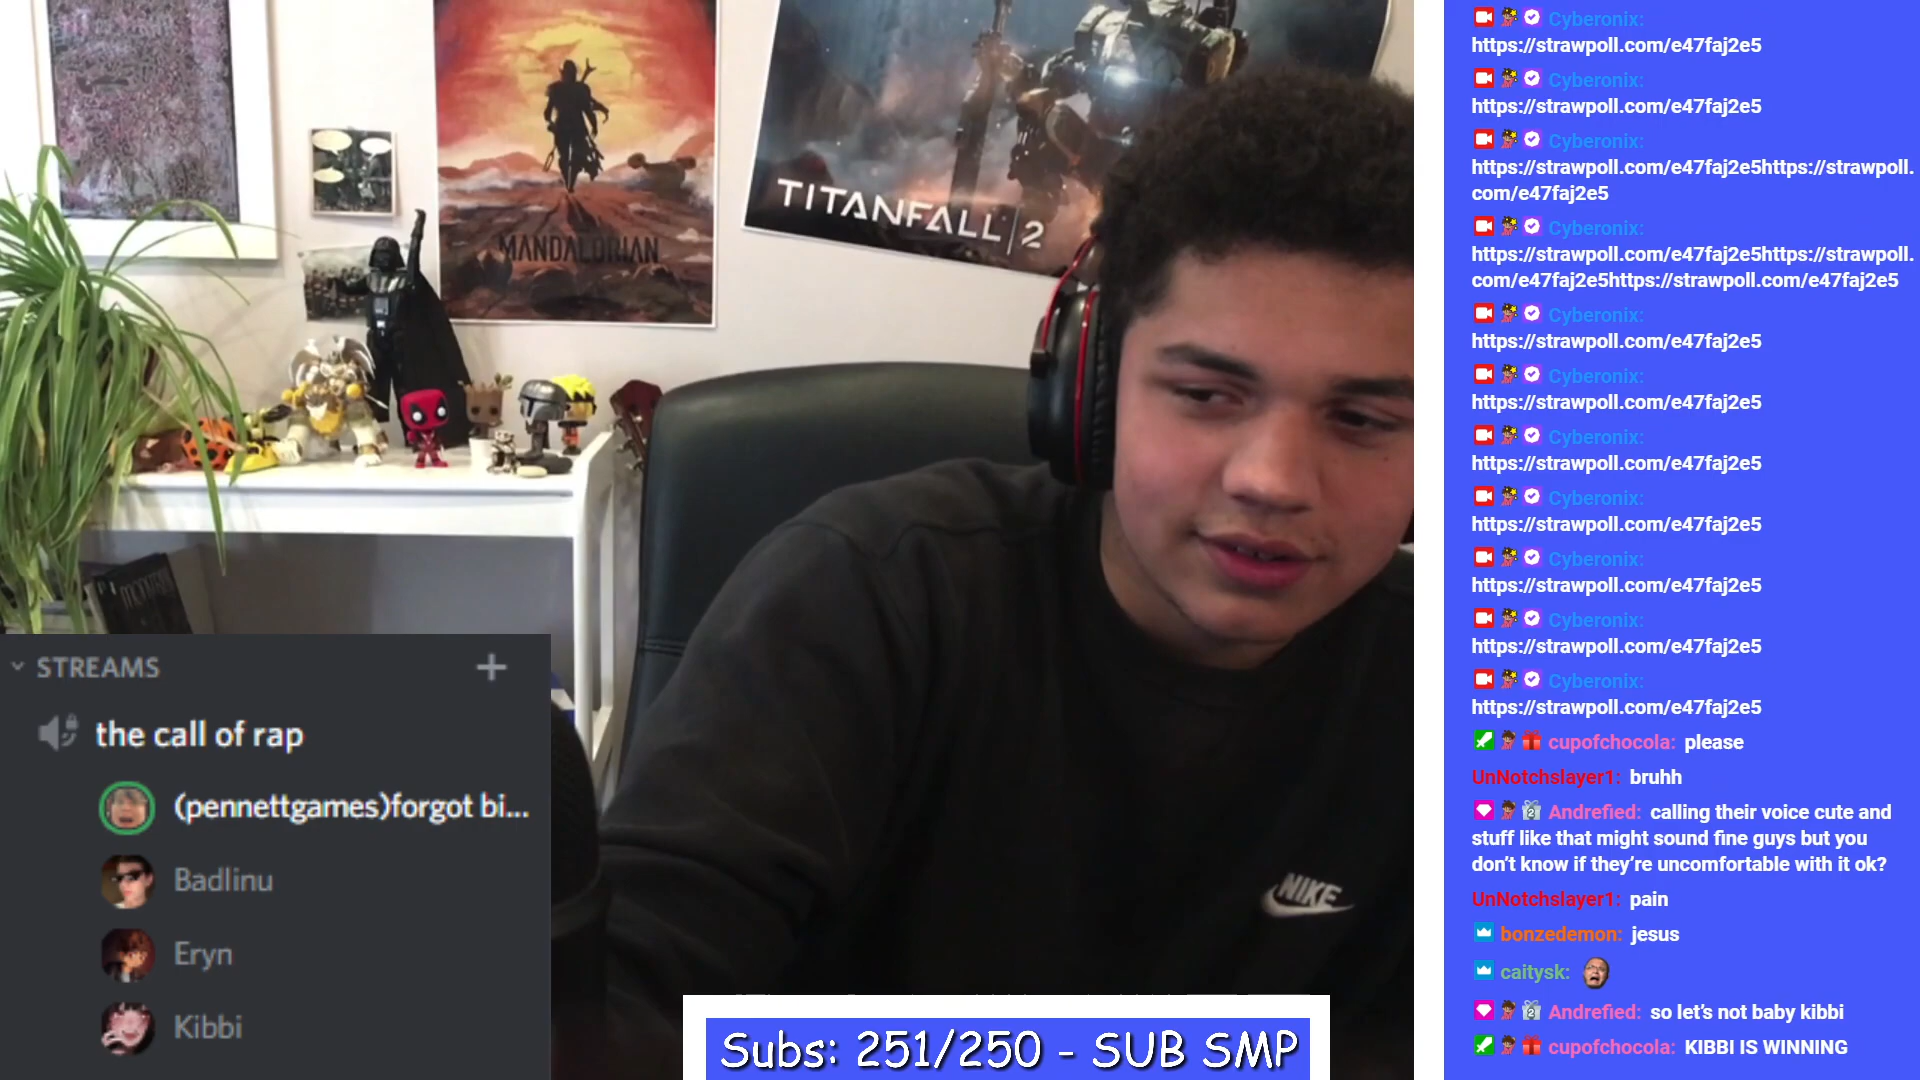 MANDALORIAN
TITANFALL 2
STREAMS
the call of rap
(pennettgames)forgot bi...
Badlinu
Eryn
Kibbi
NIKE
Subs: 251/250 - SUB SMP
Cyberonix:
https://strawpoll.com/e47faj2e5
Cyberonix:
https://strawpoll.com/e47faj2e5
Cyberonix:
https://strawpoll.com/e47faj2e5https://strawpoll.
com/e47faj2e5
Cyberonix:
https://strawpoll.com/e47faj2e5https://strawpoll.
com/e47faj2e5https://strawpoll.com/e47faj2e5
Cyberonix:
https://strawpoll.com/e47faj2e5
Cyberonix:
https://strawpoll.com/e47faj2e5
Cyberonix:
https://strawpoll.com/e47faj2e5
Cyberonix:
https://strawpoll.com/e47faj2e5
Cyberonix:
https://strawpoll.com/e47faj2e5
Cyberonix:
https://strawpoll.com/e47faj2e5
Cyberonix:
https://strawpoll.com/e47faj2e5
cupofchocola: please
UnNotchslayer1: bruhh
Andrefied: calling their voice cute and
stuff like that might sound fine guys but you
don't know if they're uncomfortable with it ok?
UnNotchslayer1: pain
bonzedemon: jesus
caitysk:
Andrefied: so let's not baby kibbi
cupofchocola: KIBBI IS WINNING